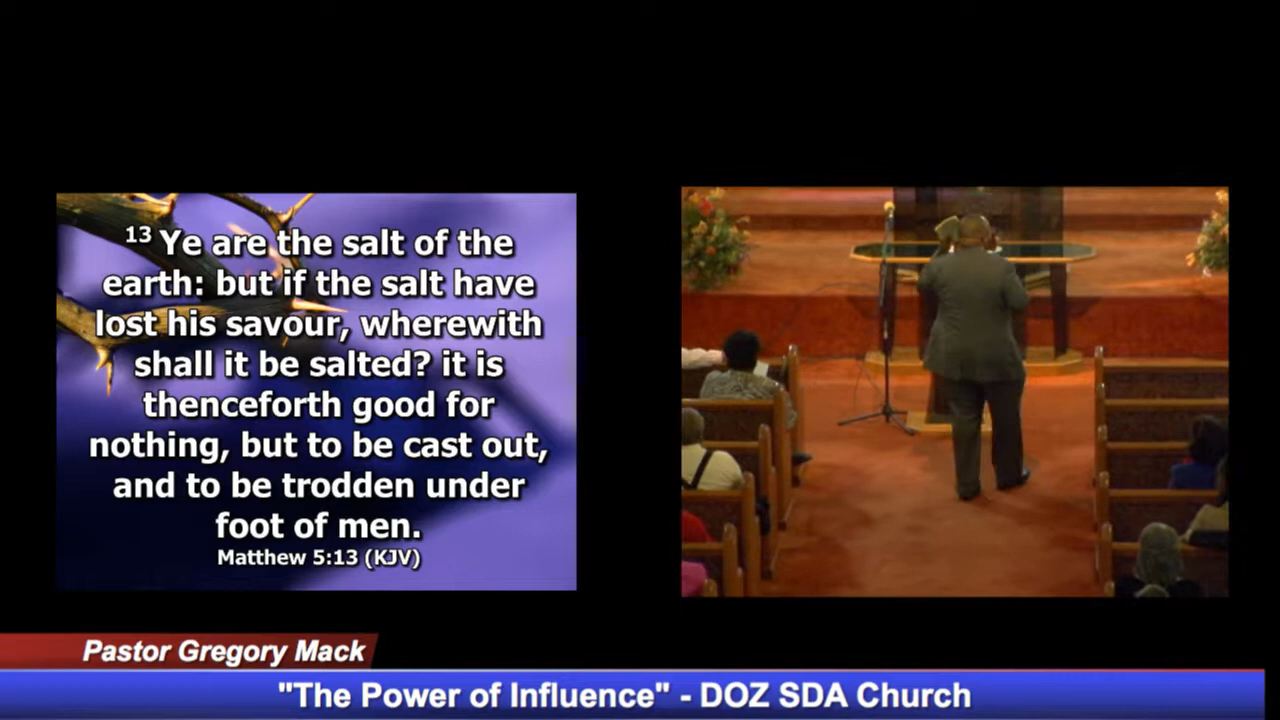 13 Ye are the salt of the
earth: but if the salt have
lost his savour, wherewith
shall it be salted? it is
thenceforth good for
nothing, but to be cast out,
and to be trodden under
foot of men.
Matthew 5:13 (KJV)
Pastor Gregory Mack
"The Power of Influence" - DOZ SDA Church